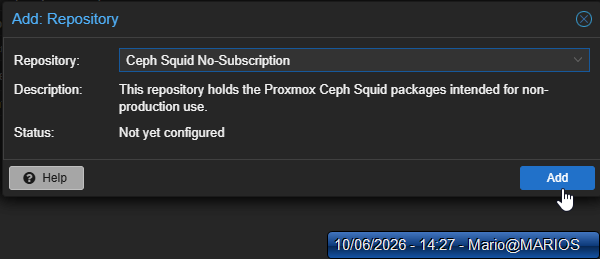 Add: Repository
Repository: Ceph Squid No-Subscription
Description: This repository holds the Proxmox Ceph Squid packages intended for non-
production use.
Status: Not yet configured
Help Add
10/06/2026 - 14:27 - Mario@MARIOS